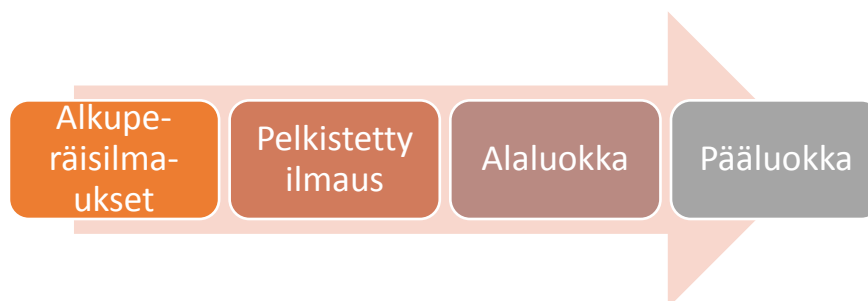 Alkupe-
räisilma-
ukset
Pelkistetty
ilmaus
Alaluokka
Pääluokka